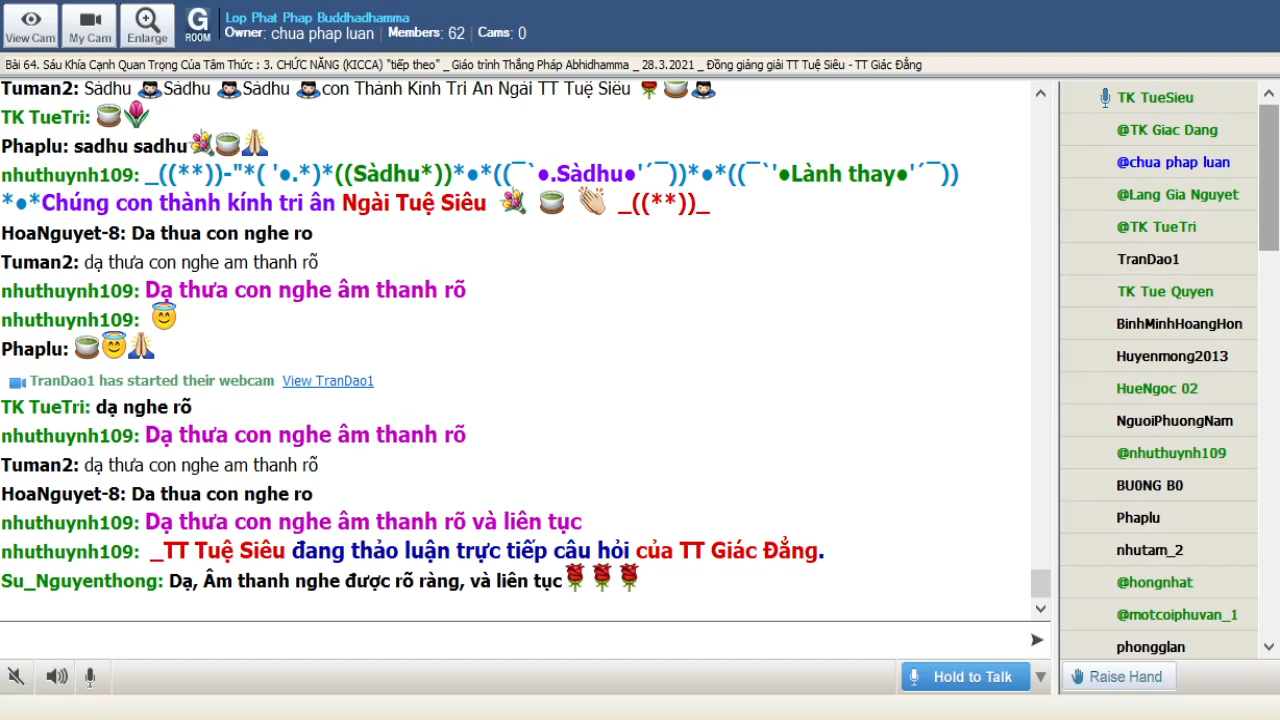 View Cam
My Cam
Enlarge
G ROOM
Lop Phat Phap Buddhadhamma
Owner: chua phap luan | Members: 62 | Cams: 0
Bài 64. Sáu Khía Cạnh Quan Trọng Của Tâm Thức : 3. CHỨC NĂNG (KICCA) "tiếp theo" _ Giáo trình Thắng Pháp Abhidhamma _ 28.3.2021 _ Đồng giảng giải TT Tuệ Siêu - TT Giác Đẳng
Tuman2: Sādhu Sādhu Sādhu con Thành Kính Tri Ân Ngài TT Tuệ Siêu
TK TueTri:
Phaplu: sadhu sadhu
nhuthuynh109: _((**))-"*( '●.*)*((Sàdhu*))*●*((¯`●.Sàdhu●'´¯))*●*((¯`'●Lành thay●'´¯))
*●*Chúng con thành kính tri ân Ngài Tuệ Siêu _((**))_
HoaNguyet-8: Da thua con nghe ro
Tuman2: dạ thưa con nghe am thanh rõ
nhuthuynh109: Dạ thưa con nghe âm thanh rõ
nhuthuynh109:
Phaplu:
TranDao1 has started their webcam View TranDao1
TK TueTri: dạ nghe rõ
nhuthuynh109: Dạ thưa con nghe âm thanh rõ
Tuman2: dạ thưa con nghe am thanh rõ
HoaNguyet-8: Da thua con nghe ro
nhuthuynh109: Dạ thưa con nghe âm thanh rõ và liên tục
nhuthuynh109: _TT Tuệ Siêu đang thảo luận trực tiếp câu hỏi của TT Giác Đẳng.
Su_Nguyenthong: Dạ, Âm thanh nghe được rõ ràng, và liên tục
Hold to Talk
TK TueSieu
@TK Giac Dang
@chua phap luan
@Lang Gia Nguyet
@TK TueTri
TranDao1
TK Tue Quyen
BinhMinhHoangHon
Huyenmong2013
HueNgoc 02
NguoiPhuongNam
@nhuthuynh109
BU0NG B0
Phaplu
nhutam_2
@hongnhat
@motcoiphuvan_1
phongglan
Raise Hand